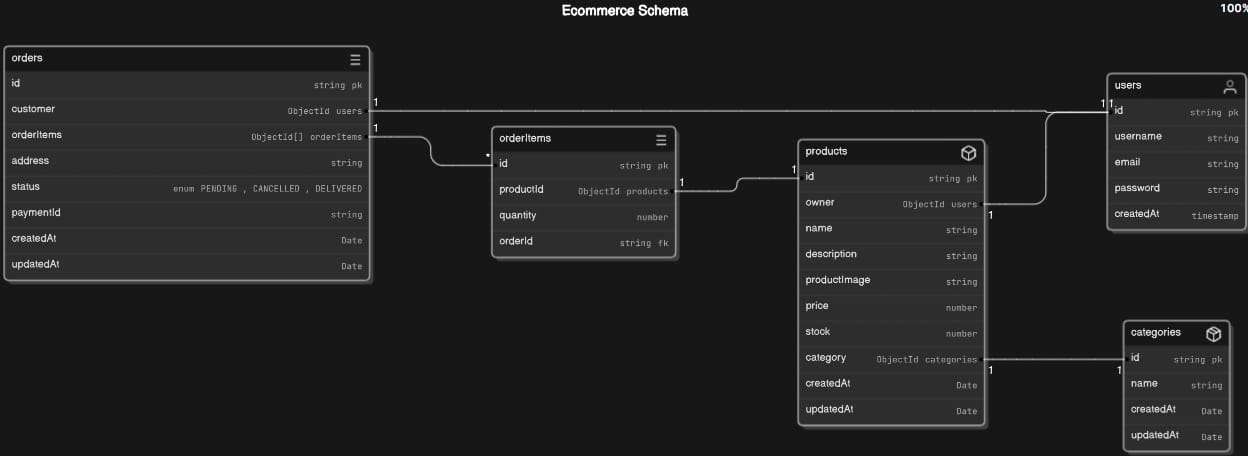 Ecommerce Schema
100%
orders
id string pk
customer ObjectId users
orderItems ObjectId[] orderItems
address string
status enum PENDING , CANCELLED , DELIVERED
paymentId string
createdAt Date
updatedAt Date
1
1
orderItems
*
id string pk
productId ObjectId products
quantity number
orderId string fk
1
products
1
id string pk
owner ObjectId users
name string
description string
productImage string
price number
stock number
category ObjectId categories
createdAt Date
updatedAt Date
1
1
users
1 1
id string pk
username string
email string
password string
createdAt timestamp
categories
id string pk
1
name string
createdAt Date
updatedAt Date